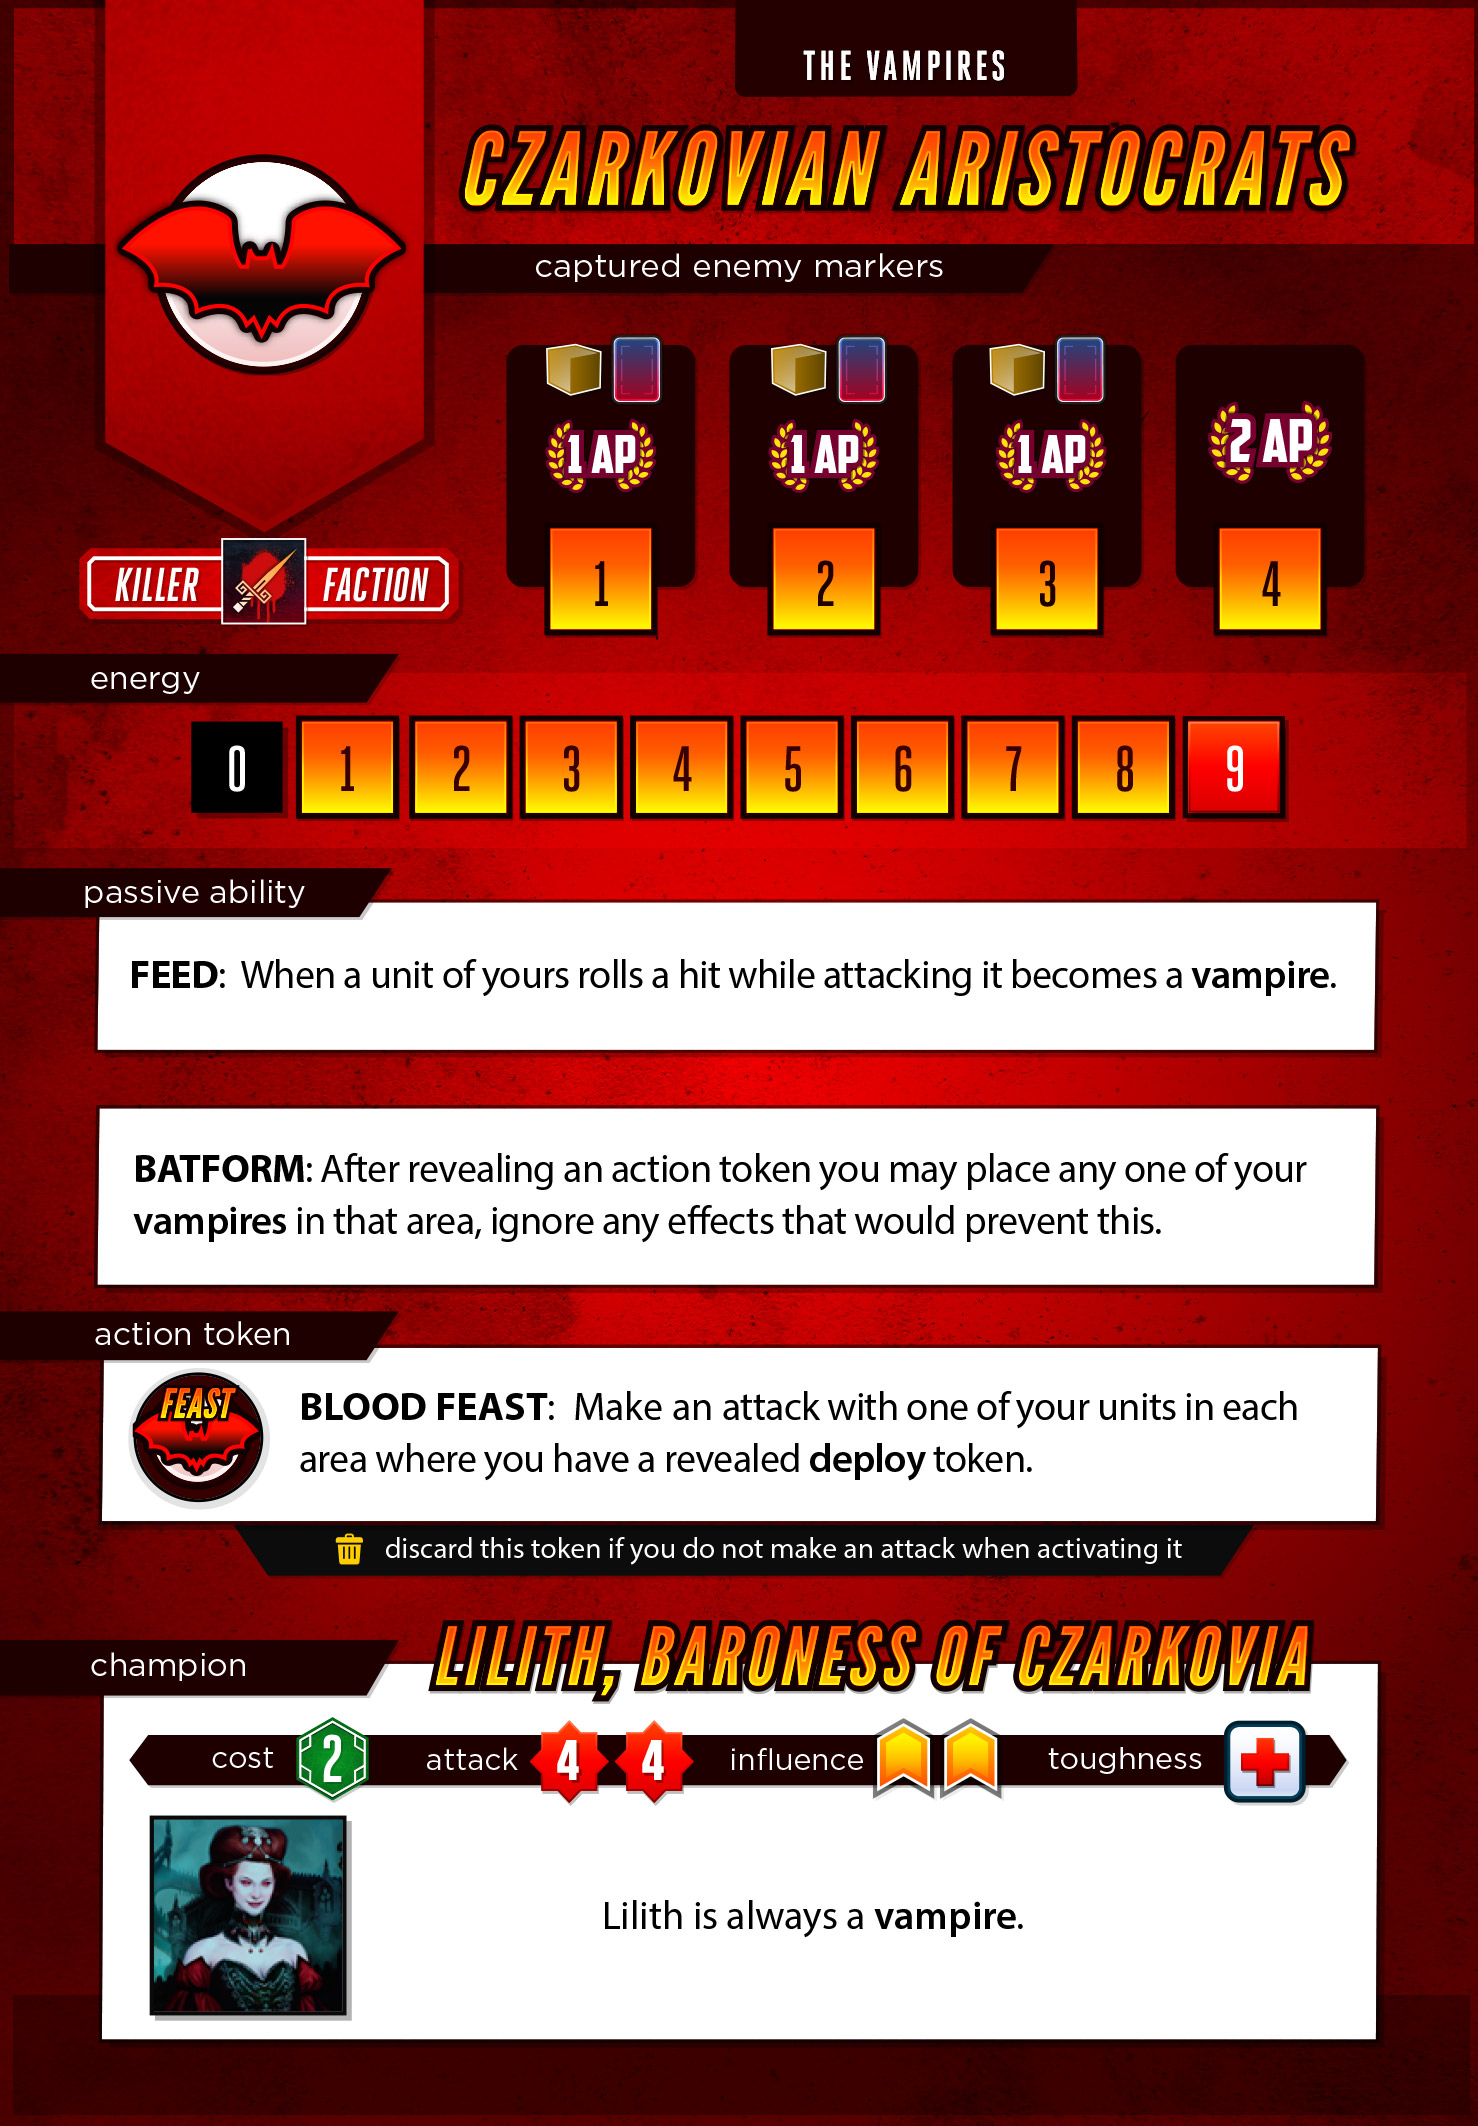 THE VAMPIRES
CZARKOVIAN ARISTOCRATS
captured enemy markers
1 AP 1 AP 1 AP 2 AP
1 2 3 4
KILLER FACTION
energy
0 1 2 3 4 5 6 7 8 9
passive ability
FEED: When a unit of yours rolls a hit while attacking it becomes a vampire.
BATFORM: After revealing an action token you may place any one of your
vampires in that area, ignore any effects that would prevent this.
action token
FEAST
BLOOD FEAST: Make an attack with one of your units in each
area where you have a revealed deploy token.
discard this token if you do not make an attack when activating it
champion
LILITH, BARONESS OF CZARKOVIA
cost 2 attack 4 4 influence toughness
Lilith is always a vampire.